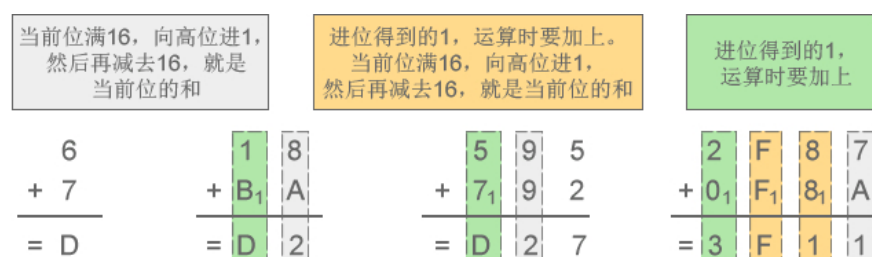 当前位满16，向高位进1，
然后再减去16，就是
当前位的和
进位得到的1，运算时要加上。
当前位满16，向高位进1，
然后再减去16，就是当前位的和
进位得到的1，
运算时要加上
6
+ 7
= D
1 8
+ B₁ A
= D 2
5 9 5
+ 7₁ 9 2
= D 2 7
2 F 8 7
+ 0₁ F₁ 8₁ A
= 3 F 1 1